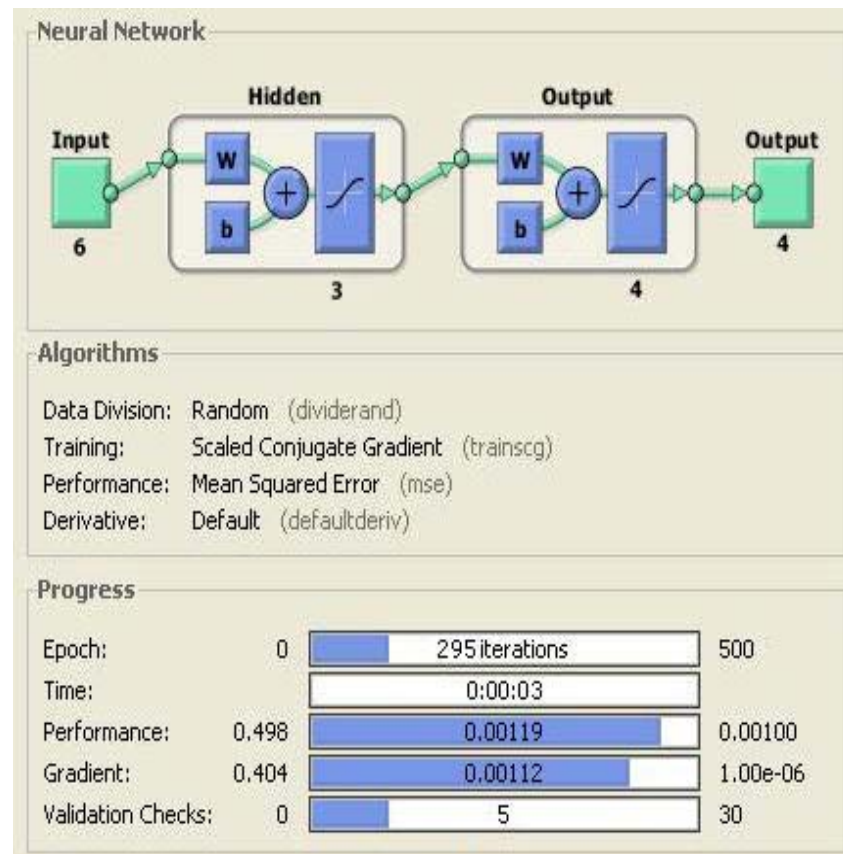 Neural Network
Hidden Output
Input W b + W b + Output
6 3 4 4
Algorithms
Data Division: Random (dividerand)
Training: Scaled Conjugate Gradient (trainscg)
Performance: Mean Squared Error (mse)
Derivative: Default (defaultderiv)
Progress
Epoch: 0 295 iterations 500
Time: 0:00:03
Performance: 0.498 0.00119 0.00100
Gradient: 0.404 0.00112 1.00e-06
Validation Checks: 0 5 30